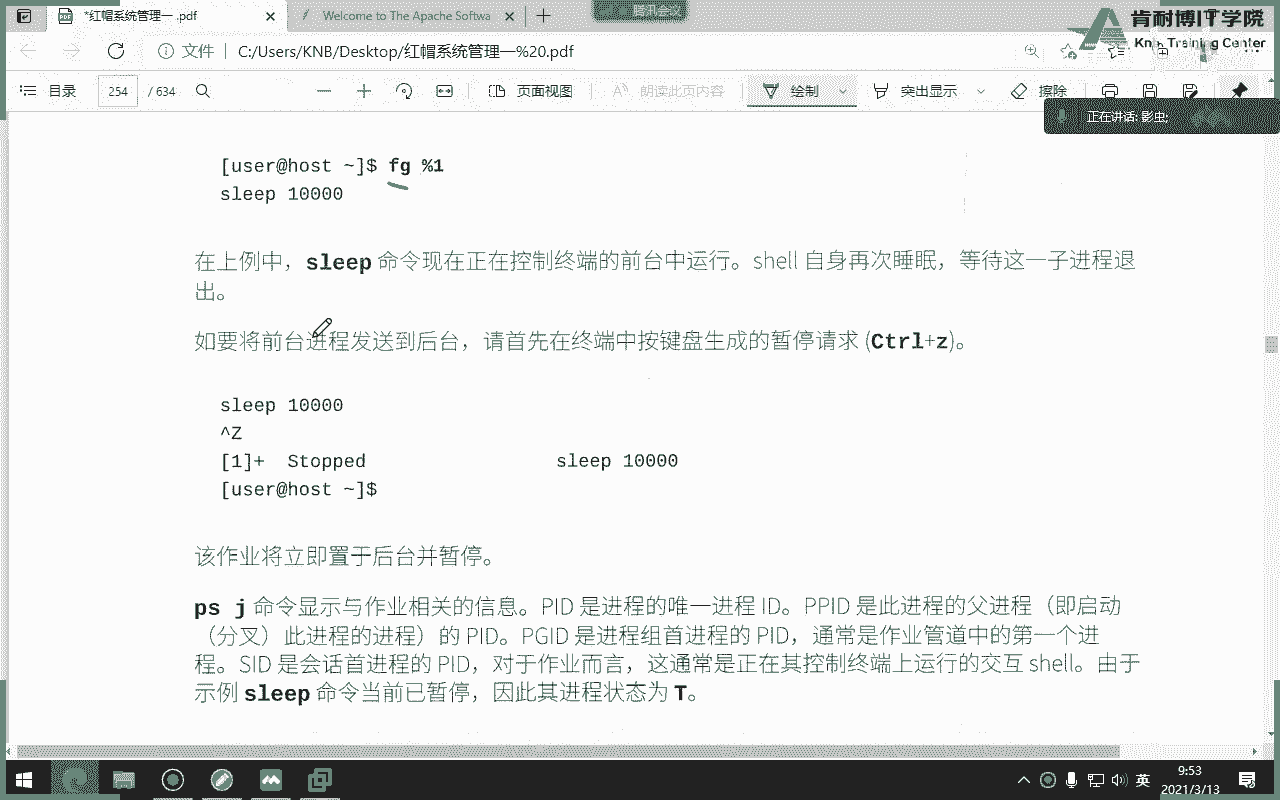 *红帽系统管理一 .pdf
Welcome to The Apache Softwa
腾讯会议
肯耐博IT学院
KnB Training Center
文件 C:/Users/KNB/Desktop/红帽系统管理一%20.pdf
目录 254 / 634 页面视图 朗读此页内容 绘制 突出显示 擦除
正在讲话: 影虫;
[user@host ~]$ fg %1
sleep 10000
在上例中，sleep 命令现在正在控制终端的前台中运行。shell 自身再次睡眠，等待这一子进程退
出。
如要将前台进程发送到后台，请首先在终端中按键盘生成的暂停请求 (Ctrl+z)。
sleep 10000
^Z
[1]+ Stopped sleep 10000
[user@host ~]$
该作业将立即置于后台并暂停。
ps j 命令显示与作业相关的信息。PID 是进程的唯一进程 ID。PPID 是此进程的父进程（即启动
（分叉）此进程的进程）的 PID。PGID 是进程组首进程的 PID，通常是作业管道中的第一个进
程。SID 是会话首进程的 PID，对于作业而言，这通常是正在其控制终端上运行的交互 shell。由于
示例 sleep 命令当前已暂停，因此其进程状态为 T。
英
9:53
2021/3/13